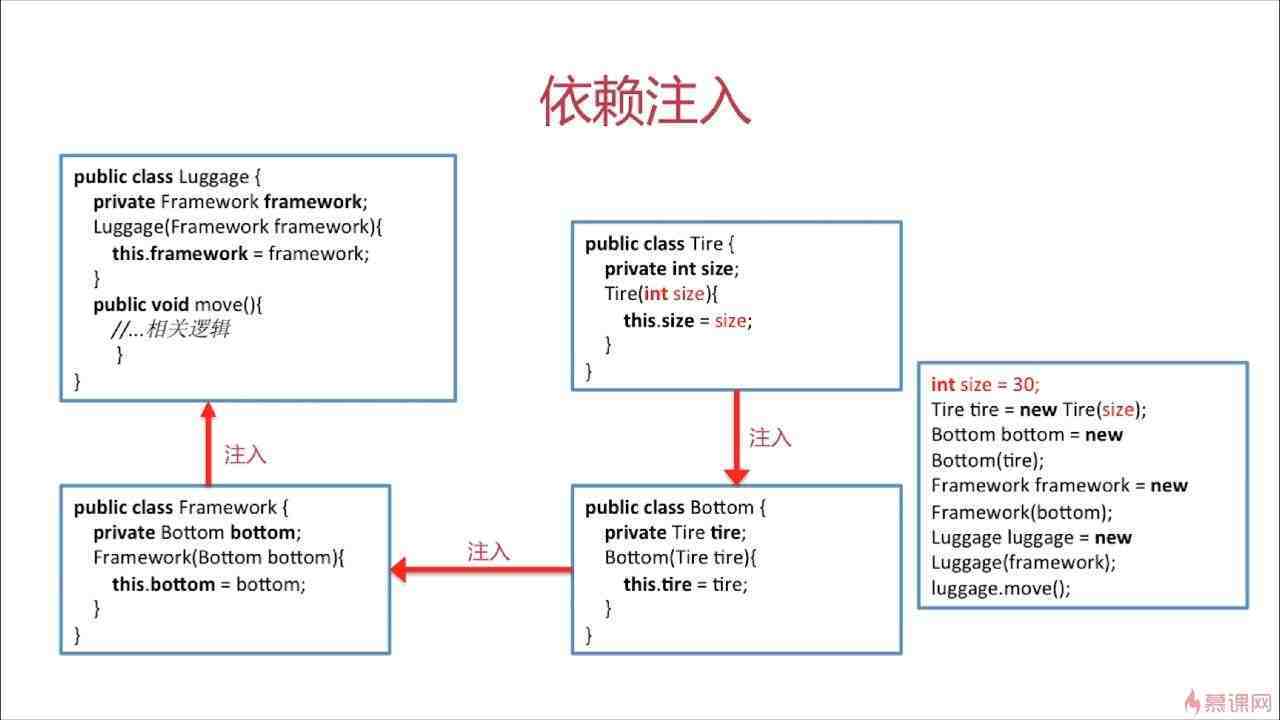 依赖注入
public class Luggage {
private Framework framework;
Luggage(Framework framework){
this.framework = framework;
}
public void move(){
//...相关逻辑
}
}
public class Tire {
private int size;
Tire(int size){
this.size = size;
}
}
注入
注入
public class Framework {
private Bottom bottom;
Framework(Bottom bottom){
this.bottom = bottom;
}
}
注入
public class Bottom {
private Tire tire;
Bottom(Tire tire){
this.tire = tire;
}
}
int size = 30;
Tire tire = new Tire(size);
Bottom bottom = new
Bottom(tire);
Framework framework = new
Framework(bottom);
Luggage luggage = new
Luggage(framework);
luggage.move();
慕课网